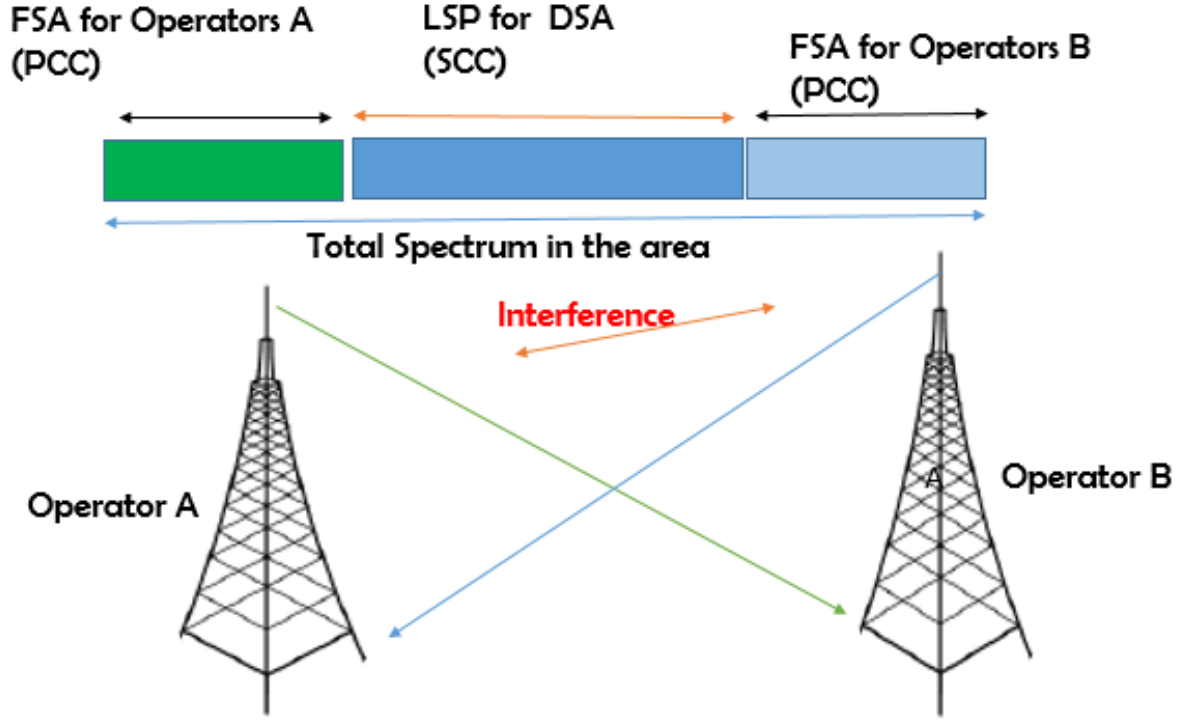 FSA for Operators A
(PCC)
LSP for DSA
(SCC)
FSA for Operators B
(PCC)
Total Spectrum in the area
Interference
Operator A
A
Operator B